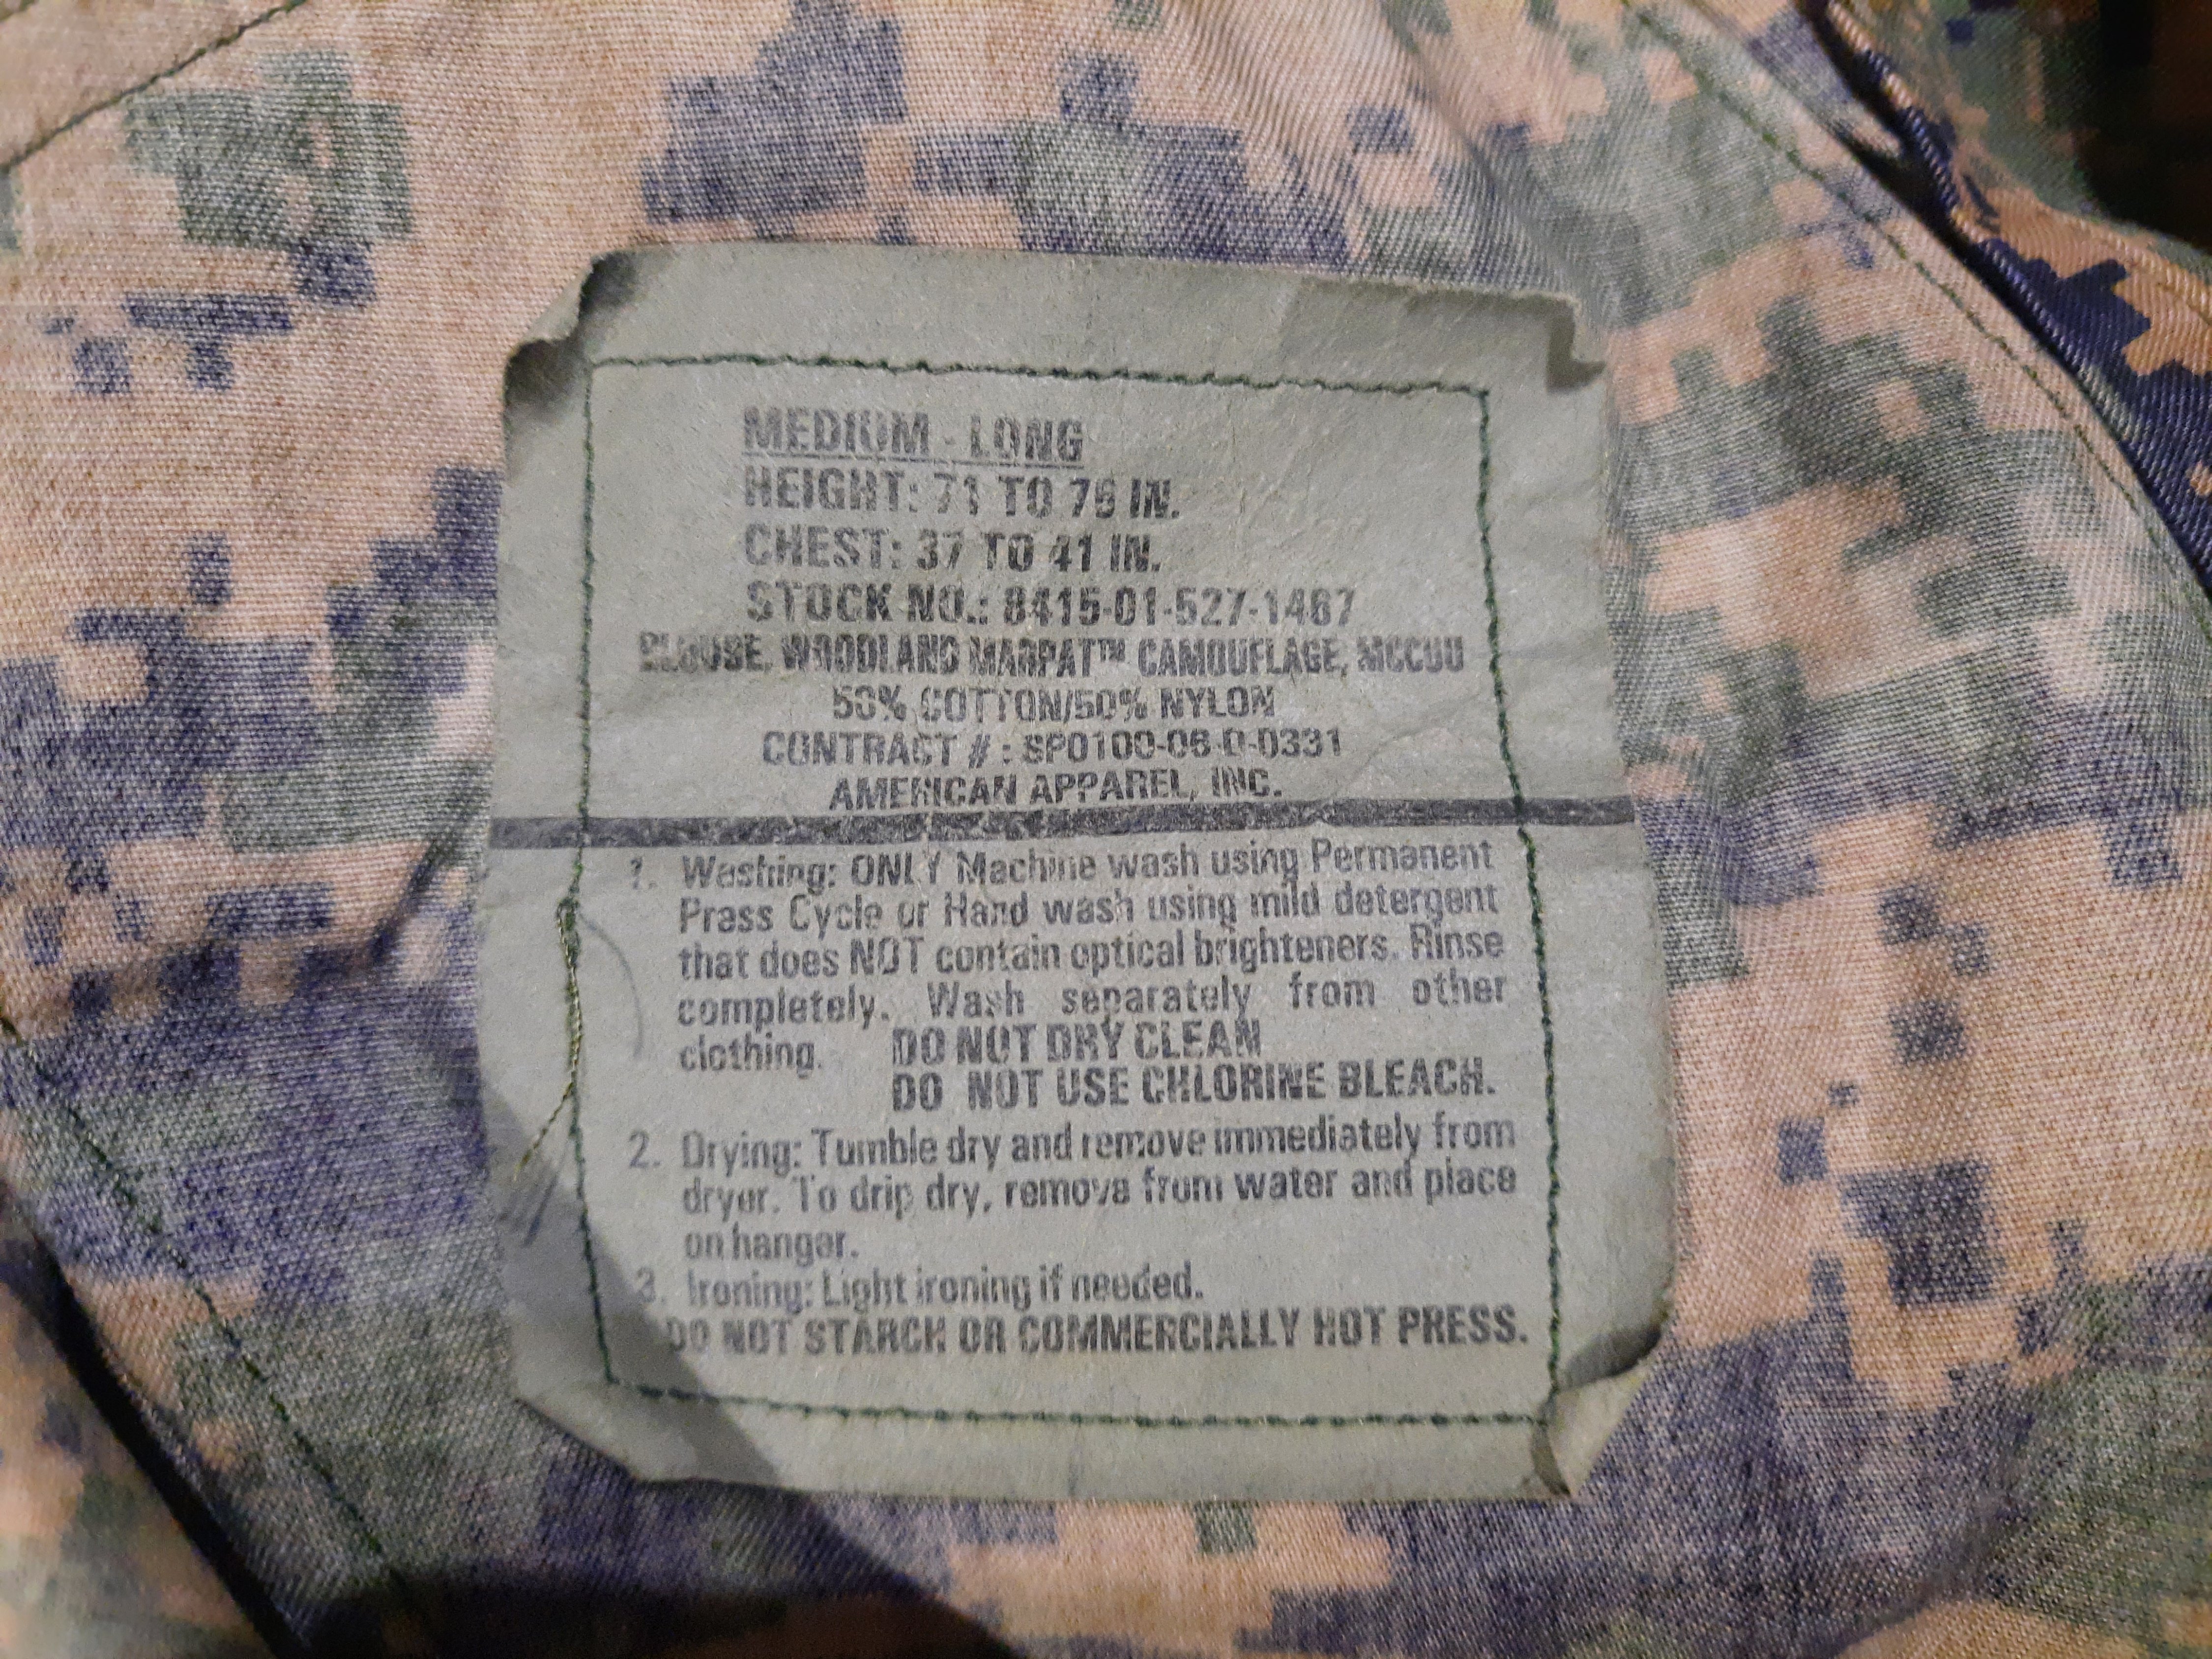 MEDIUM - LONG
HEIGHT: 71 TO 75 IN.
CHEST: 37 TO 41 IN.
STOCK NO.: 8415-01-527-1467
BLOUSE, WOODLAND MARPAT™ CAMOUFLAGE, MCCUU
50% COTTON/50% NYLON
CONTRACT # : SP0100-06-D-0331
AMERICAN APPAREL, INC.
1. Washing: ONLY Machine wash using Permanent
Press Cycle or Hand wash using mild detergent
that does NOT contain optical brighteners. Rinse
completely. Wash separately from other
clothing. DO NOT DRY CLEAN
DO NOT USE CHLORINE BLEACH.
2. Drying: Tumble dry and remove immediately from
dryer. To drip dry, remove from water and place
on hanger.
3. Ironing: Light ironing if needed.
DO NOT STARCH OR COMMERCIALLY HOT PRESS.